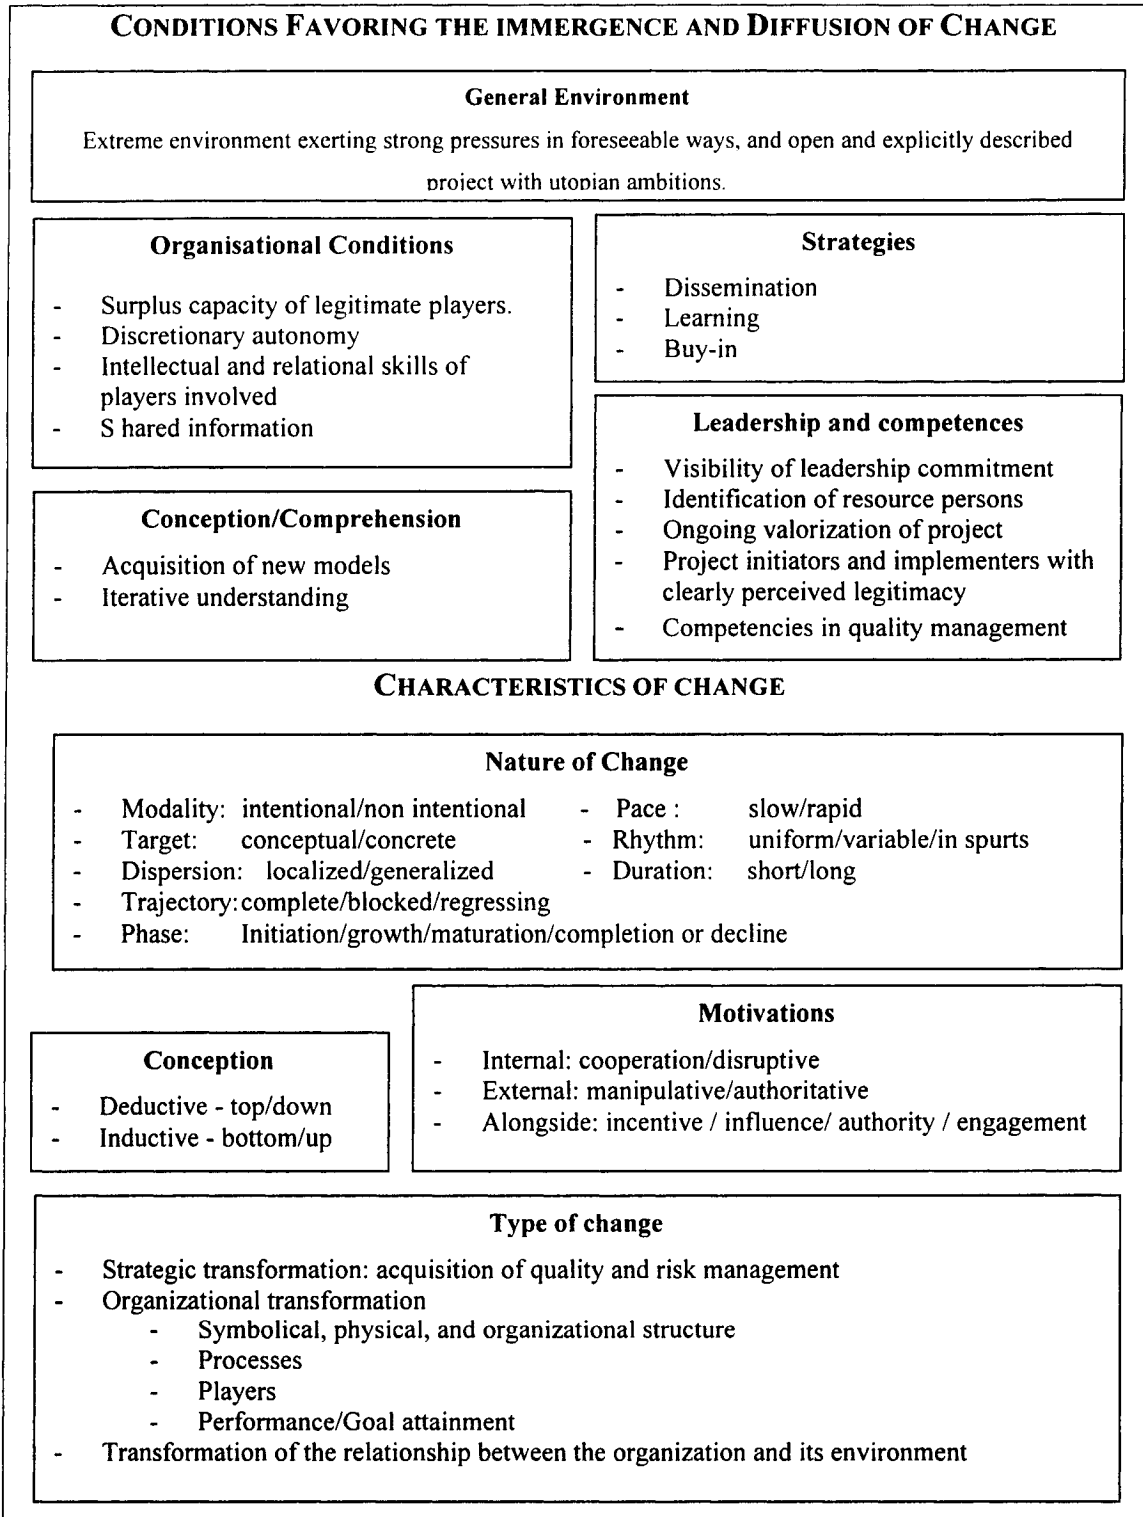 CONDITIONS FAVORING THE IMMERGENCE AND DIFFUSION OF CHANGE
General Environment
Extreme environment exerting strong pressures in foreseeable ways, and open and explicitly described
project with utopian ambitions.
Organisational Conditions
- Surplus capacity of legitimate players.
- Discretionary autonomy
- Intellectual and relational skills of
players involved
- S hared information
Strategies
- Dissemination
- Learning
- Buy-in
Leadership and competences
- Visibility of leadership commitment
- Identification of resource persons
- Ongoing valorization of project
- Project initiators and implementers with
clearly perceived legitimacy
- Competencies in quality management
Conception/Comprehension
- Acquisition of new models
- Iterative understanding
CHARACTERISTICS OF CHANGE
Nature of Change
- Modality: intentional/non intentional - Pace : slow/rapid
- Target: conceptual/concrete - Rhythm: uniform/variable/in spurts
- Dispersion: localized/generalized - Duration: short/long
- Trajectory: complete/blocked/regressing
- Phase: Initiation/growth/maturation/completion or decline
Conception
- Deductive - top/down
- Inductive - bottom/up
Motivations
- Internal: cooperation/disruptive
- External: manipulative/authoritative
- Alongside: incentive / influence/ authority / engagement
Type of change
- Strategic transformation: acquisition of quality and risk management
- Organizational transformation
- Symbolical, physical, and organizational structure
- Processes
- Players
- Performance/Goal attainment
- Transformation of the relationship between the organization and its environment